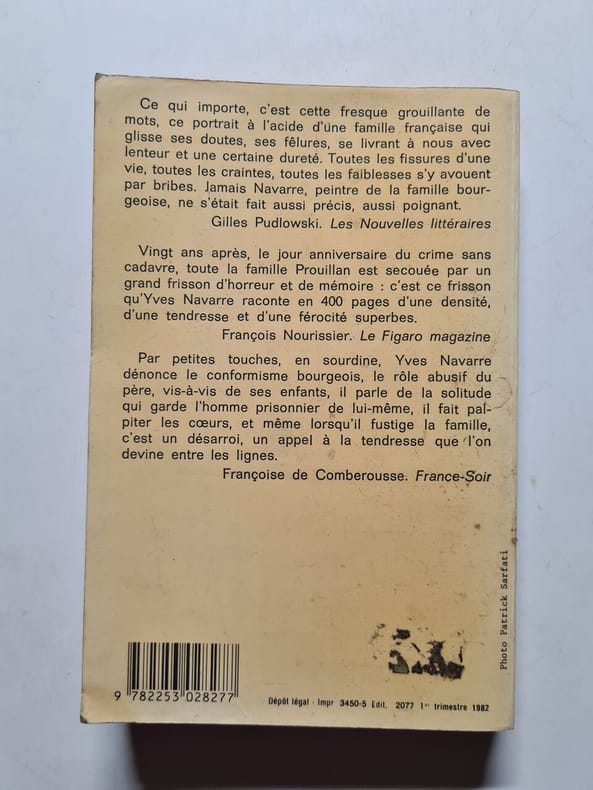 Ce qui importe, c'est cette fresque grouillante de
mots, ce portrait à l'acide d'une famille française qui
glisse ses doutes, ses fêlures, se livrant à nous avec
lenteur et une certaine dureté. Toutes les fissures d'une
vie, toutes les craintes, toutes les faiblesses s'y avouent
par bribes. Jamais Navarre, peintre de la famille bour-
geoise, ne s'était fait aussi précis, aussi poignant.
Gilles Pudlowski. Les Nouvelles littéraires
Vingt ans après, le jour anniversaire du crime sans
cadavre, toute la famille Prouillan est secouée par un
grand frisson d'horreur et de mémoire : c'est ce frisson
qu'Yves Navarre raconte en 400 pages d'une densité,
d'une tendresse et d'une férocité superbes.
François Nourissier. Le Figaro magazine
Par petites touches, en sourdine, Yves Navarre
dénonce le conformisme bourgeois, le rôle abusif du
père, vis-à-vis de ses enfants, il parle de la solitude
qui garde l'homme prisonnier de lui-même, il fait pal-
piter les cœurs, et même lorsqu'il fustige la famille,
c'est un désarroi, un appel à la tendresse que l'on
devine entre les lignes.
Françoise de Comberousse. France-Soir
Photo Patrick Sarfati
9 782253 028277
Dépôt légal - Impr 3450-5 Edit. 2077 1er trimestre 1982